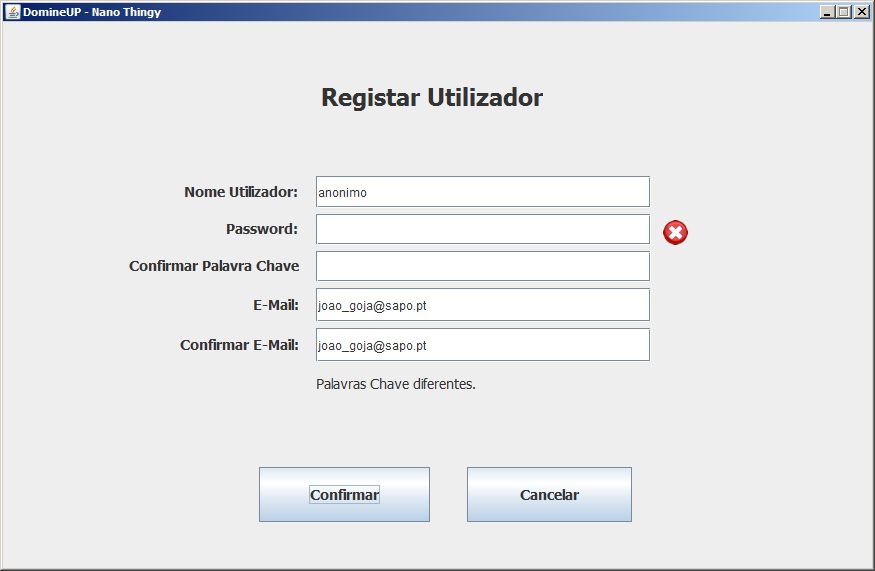 DomineUP - Nano Thingy
Registar Utilizador
Nome Utilizador: anonimo
Password:
Confirmar Palavra Chave
E-Mail: joao_goja@sapo.pt
Confirmar E-Mail: joao_goja@sapo.pt
Palavras Chave diferentes.
Confirmar Cancelar